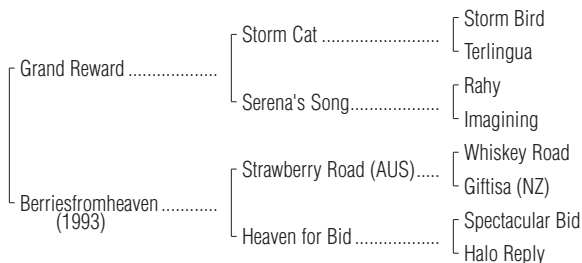 Storm Bird
Storm Cat ......................
Terlingua
Grand Reward .................
Rahy
Serena's Song.................
Imagining
Whiskey Road
Strawberry Road (AUS).....
Giftisa (NZ)
Berriesfromheaven ............
(1993)
Spectacular Bid
Heaven for Bid ................
Halo Reply